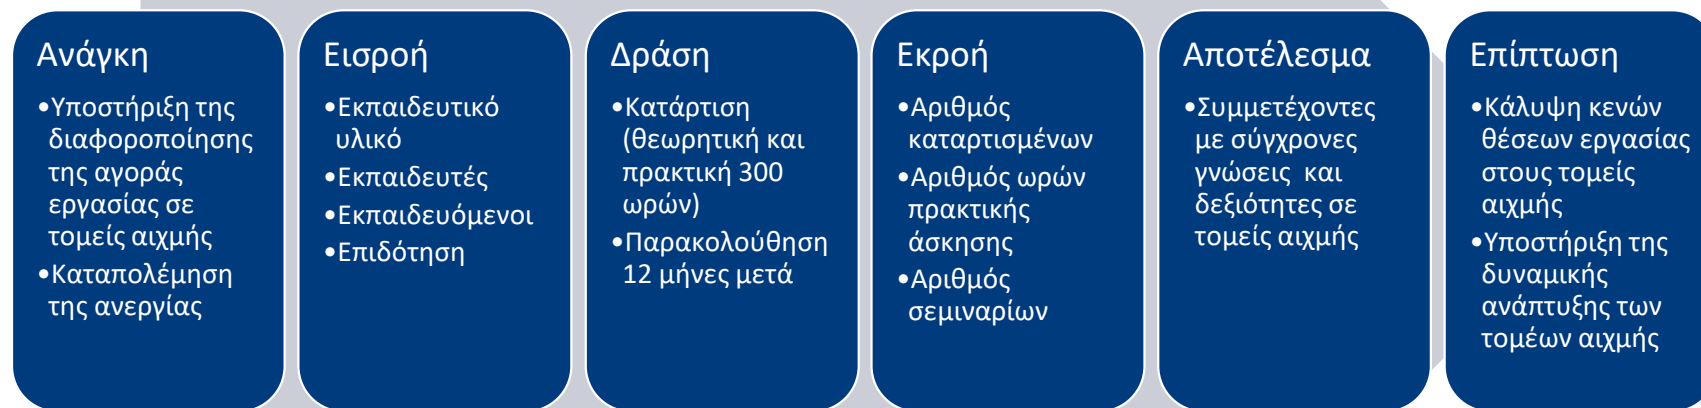 Ανάγκη
•Υποστήριξη της
διαφοροποίησης
της αγοράς
εργασίας σε
τομείς αιχμής
•Καταπολέμηση
της ανεργίας
Εισροή
•Εκπαιδευτικό
υλικό
•Εκπαιδευτές
•Εκπαιδευόμενοι
•Επιδότηση
Δράση
•Κατάρτιση
(θεωρητική και
πρακτική 300
ωρών)
•Παρακολούθηση
12 μήνες μετά
Εκροή
•Αριθμός
καταρτισμένων
•Αριθμός ωρών
πρακτικής
άσκησης
•Αριθμός
σεμιναρίων
Αποτέλεσμα
•Συμμετέχοντες
με σύγχρονες
γνώσεις και
δεξιότητες σε
τομείς αιχμής
Επίπτωση
•Κάλυψη κενών
θέσεων εργασίας
στους τομείς
αιχμής
•Υποστήριξη της
δυναμικής
ανάπτυξης των
τομέων αιχμής